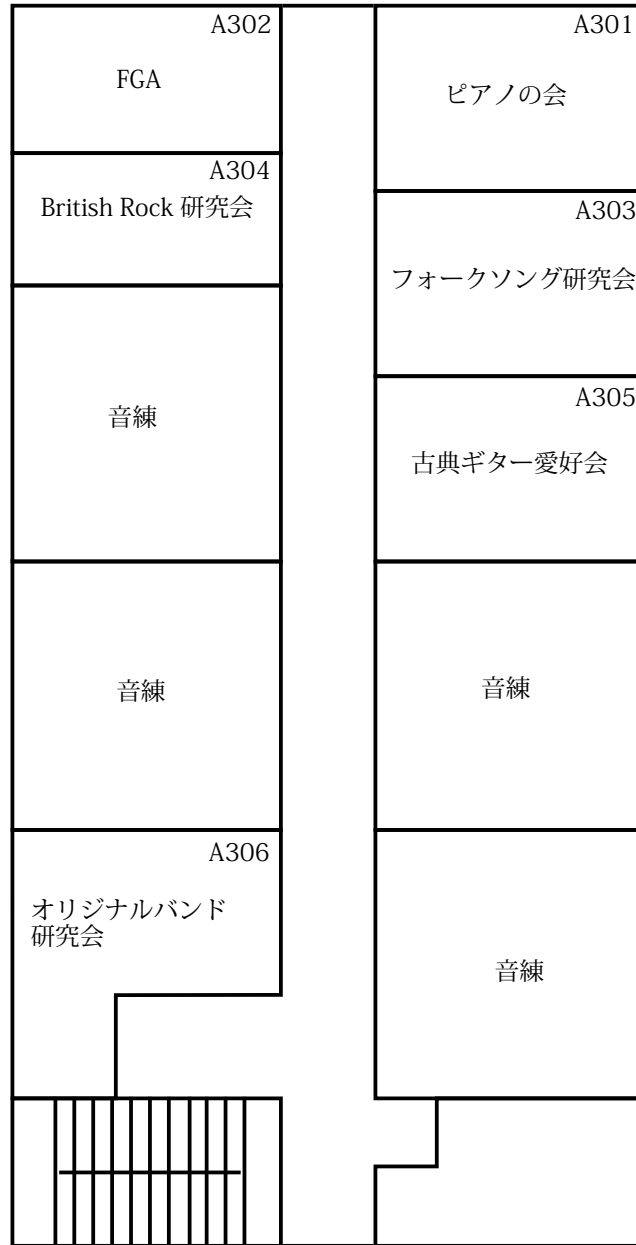 A302
FGA
A304
British Rock 研究会
音練
音練
A306
オリジナルバンド
研究会
A301
ピアノの会
A303
フォークソング研究会
A305
古典ギター愛好会
音練
音練